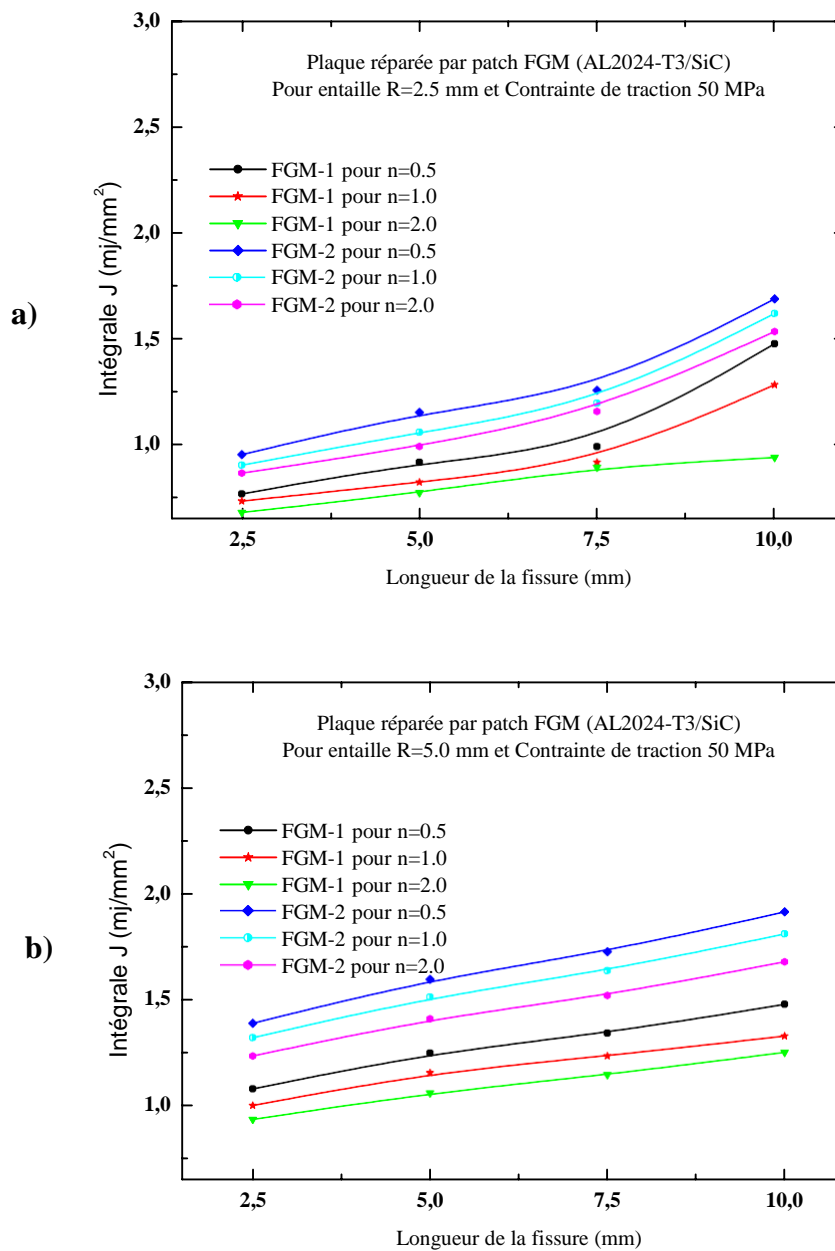 a)
Intégrale J (mj/mm²)
3,0
2,5
2,0
1,5
1,0
Plaque réparée par patch FGM (AL2024-T3/SiC)
Pour entaille R=2.5 mm et Contrainte de traction 50 MPa
FGM-1 pour n=0.5
FGM-1 pour n=1.0
FGM-1 pour n=2.0
FGM-2 pour n=0.5
FGM-2 pour n=1.0
FGM-2 pour n=2.0
2,5 5,0 7,5 10,0
Longueur de la fissure (mm)
b)
Intégrale J (mj/mm²)
3,0
2,5
2,0
1,5
1,0
Plaque réparée par patch FGM (AL2024-T3/SiC)
Pour entaille R=5.0 mm et Contrainte de traction 50 MPa
FGM-1 pour n=0.5
FGM-1 pour n=1.0
FGM-1 pour n=2.0
FGM-2 pour n=0.5
FGM-2 pour n=1.0
FGM-2 pour n=2.0
2,5 5,0 7,5 10,0
Longueur de la fissure (mm)